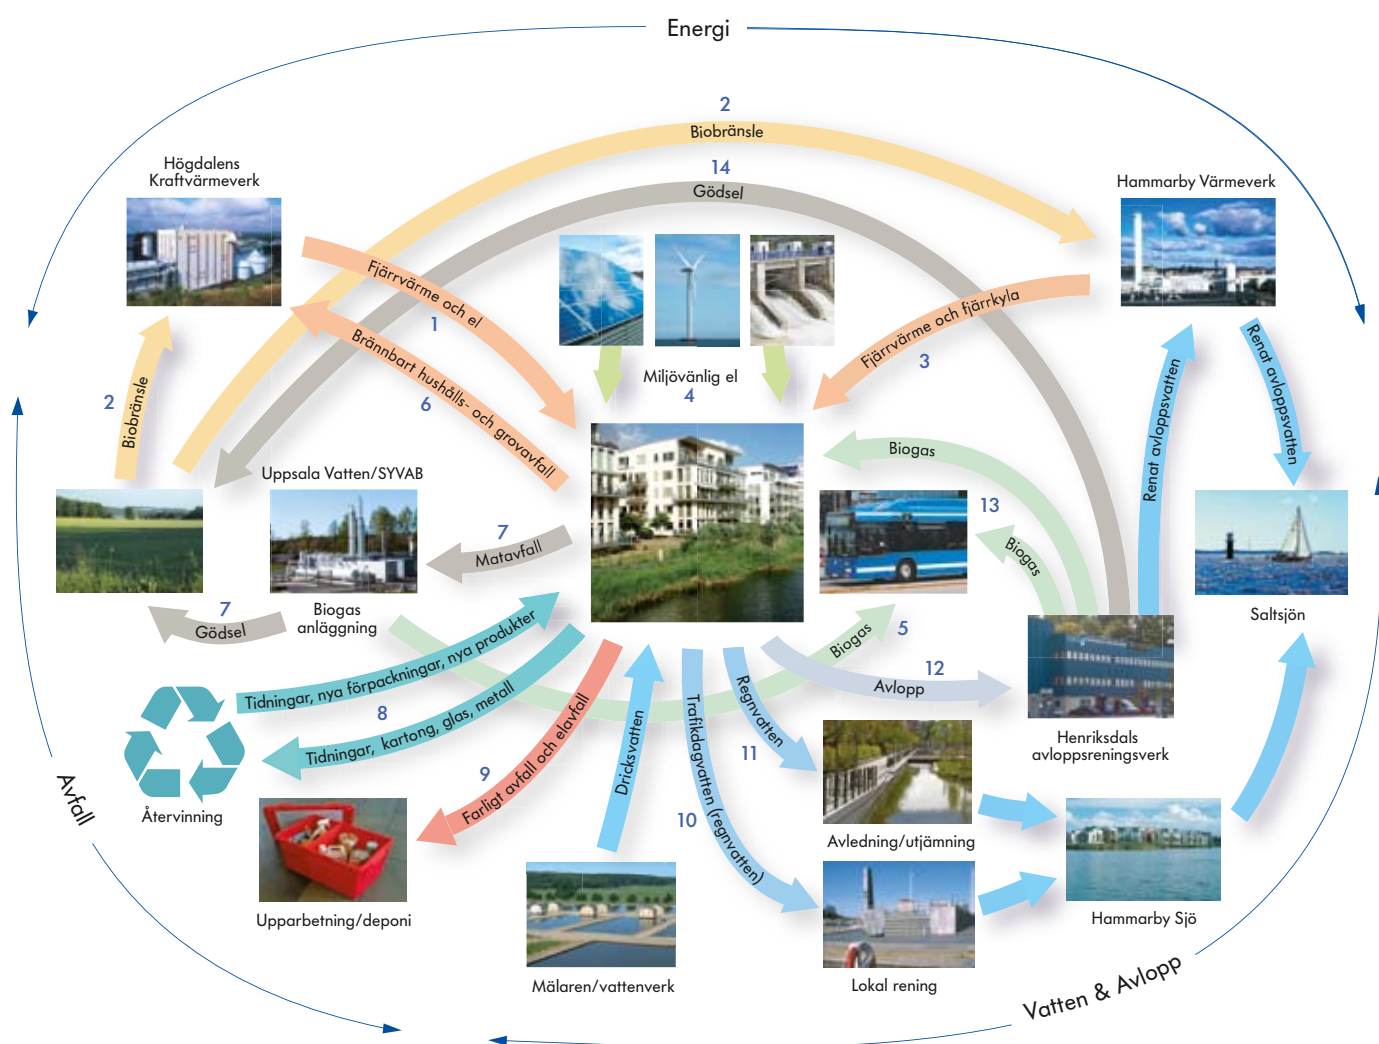 Energi
2
Biobränsle
14
Gödsel
Högdalens
Kraftvärmeverk
Hammarby Värmeverk
Fjärrvärme och el
1
Brännbart hushålls- och grovavfall
6
Miljövänlig el
4
Fjärrvärme och fjärrkyla
3
2
Biobränsle
Renat avloppsvatten
Renat avloppsvatten
Uppsala Vatten/SYVAB
Biogas
13
Biogas
7
Matavfall
7
Gödsel
Biogas
anläggning
Biogas
5
Saltsjön
Tidningar, nya förpackningar, nya produkter
8
Tidningar, kartong, glas, metall
12
Avlopp
Henriksdals
avloppsreningsverk
Dricksvatten
Trafikdagvatten (regnvatten)
10
Regnvatten
11
9
Farligt avfall och elavfall
Återvinning
Avfall
Avledning/utjämning
Upparbetning/deponi
Hammarby Sjö
Mälaren/vattenverk
Lokal rening
Vatten & Avlopp